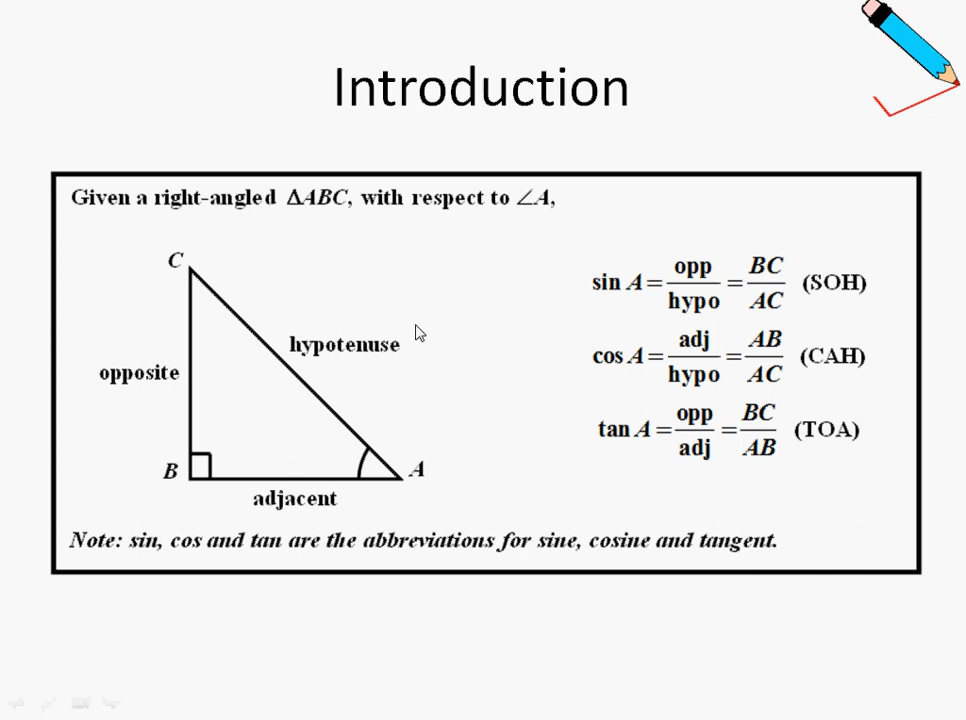 Introduction
Given a right-angled ΔABC, with respect to ∠A,
C
hypotenuse
opposite
B
A
adjacent
sin A = opp/hypo = BC/AC (SOH)
cos A = adj/hypo = AB/AC (CAH)
tan A = opp/adj = BC/AB (TOA)
Note: sin, cos and tan are the abbreviations for sine, cosine and tangent.